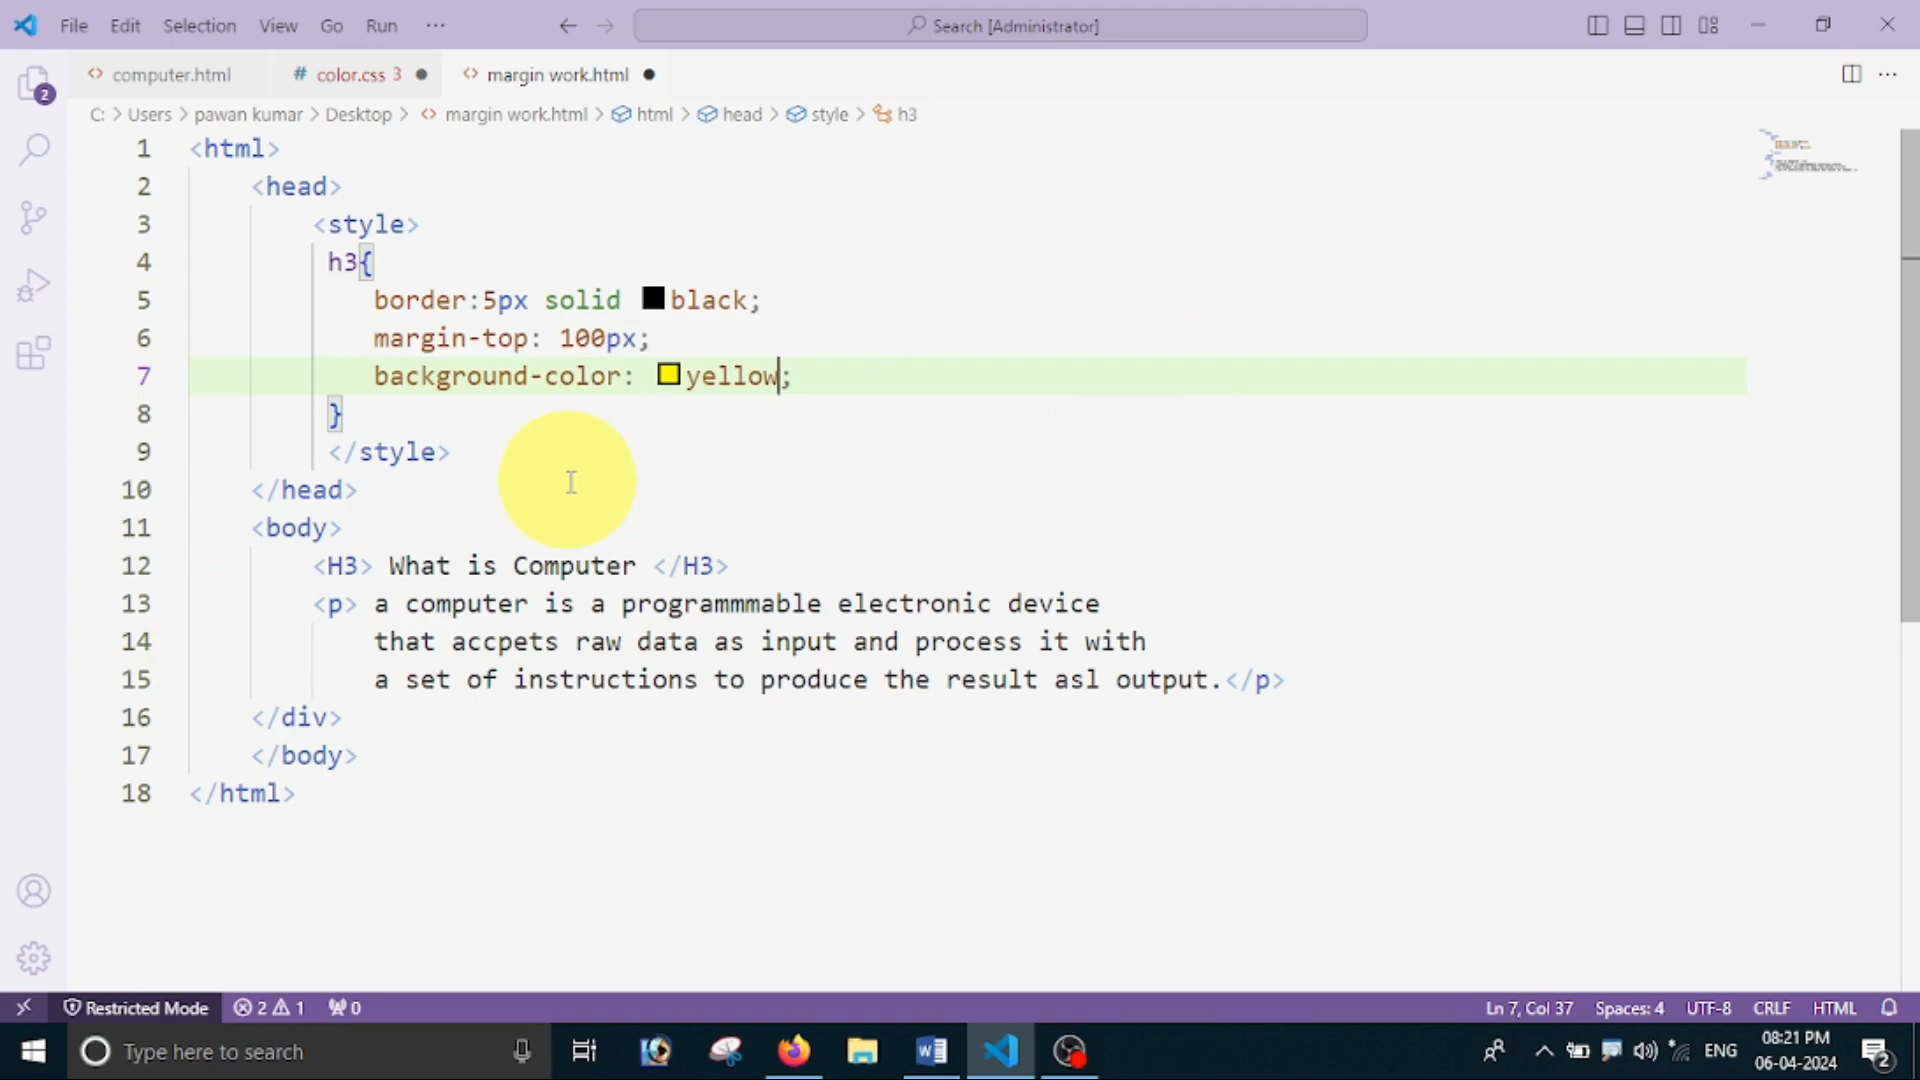 File Edit Selection View Go Run ··· Search [Administrator]
computer.html # color.css 3 margin work.html
C: > Users > pawan kumar > Desktop > margin work.html > html > head > style > h3
1 <html>
2 <head>
3 <style>
4 h3{
5 border:5px solid black;
6 margin-top: 100px;
7 background-color: yellow;
8 }
9 </style>
10 </head>
11 <body>
12 <H3> What is Computer </H3>
13 <p> a computer is a programmmable electronic device
14 that accpets raw data as input and process it with
15 a set of instructions to produce the result asl output.</p>
16 </div>
17 </body>
18 </html>
2
Restricted Mode 2 1 0 Ln 7, Col 37 Spaces: 4 UTF-8 CRLF HTML
Type here to search ENG 08:21 PM
06-04-2024 2